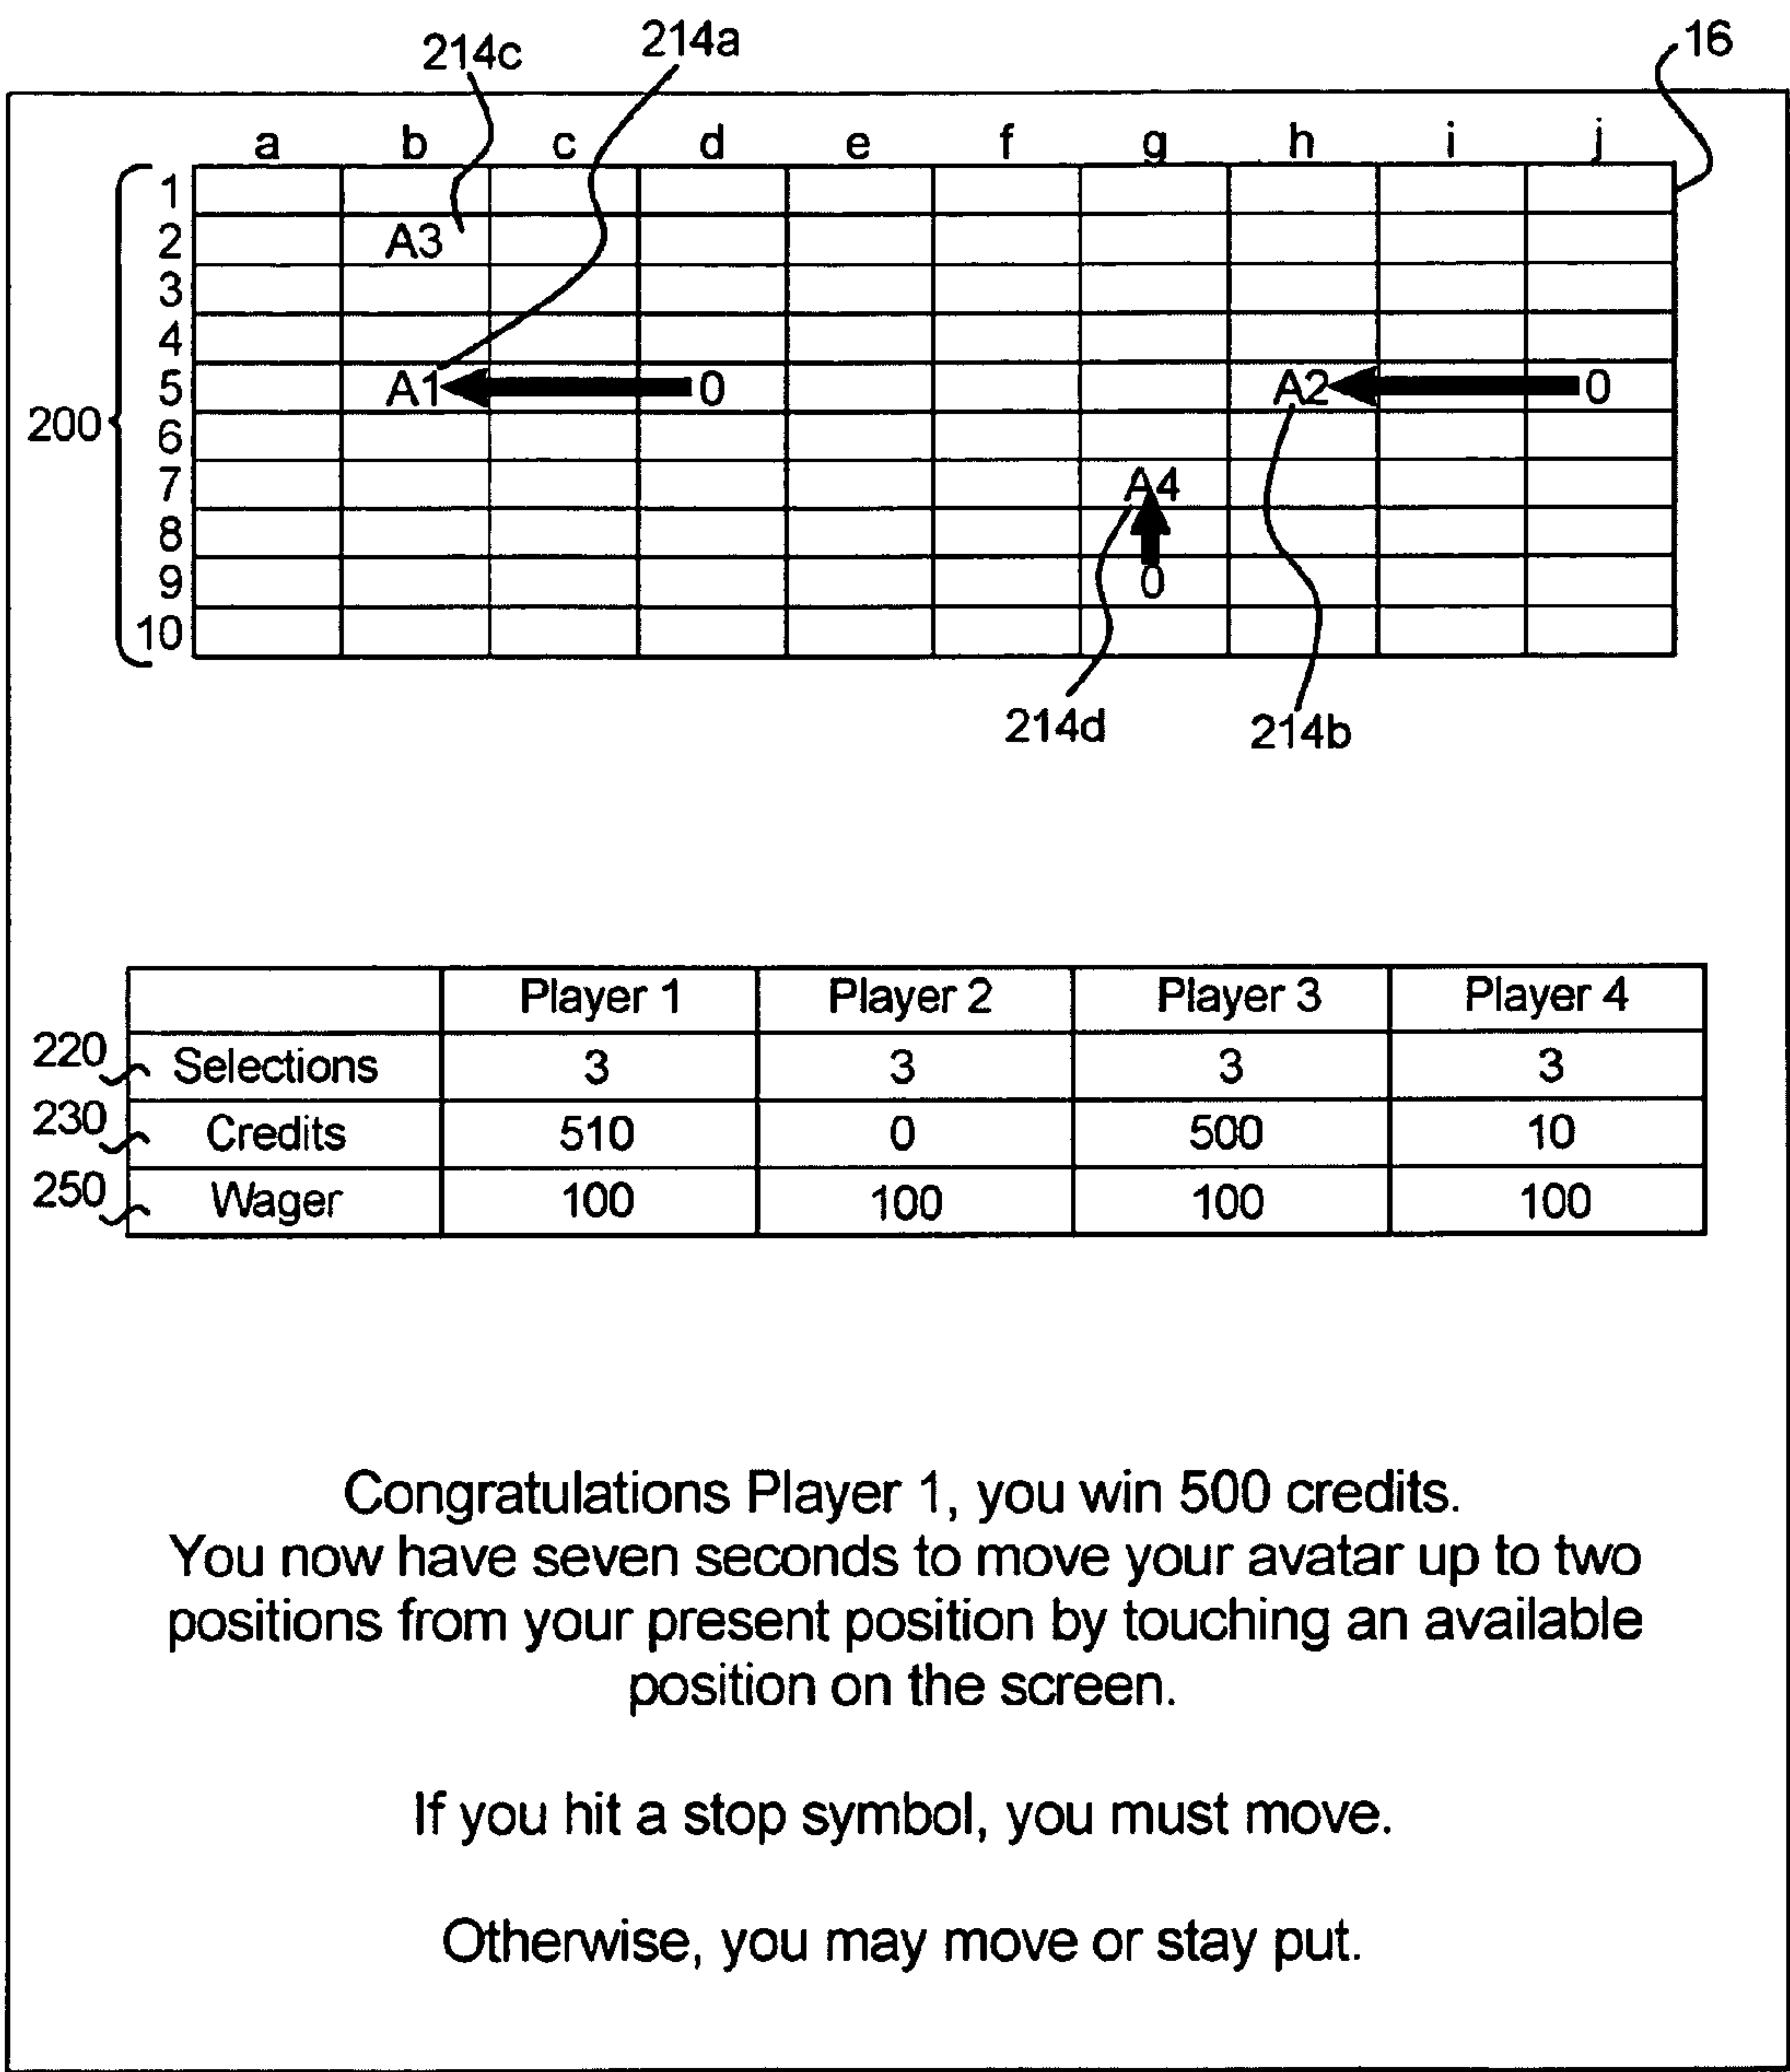 214c 214a 16
a b c d e f g h i j
1
2 A3
3
4
5 A1 0 A2 0
200
6
7 A4
8
9 0
10
214d 214b
Player 1 Player 2 Player 3 Player 4
220 Selections 3 3 3 3
230 Credits 510 0 500 10
250 Wager 100 100 100 100
Congratulations Player 1, you win 500 credits.
You now have seven seconds to move your avatar up to two
positions from your present position by touching an available
position on the screen.
If you hit a stop symbol, you must move.
Otherwise, you may move or stay put.